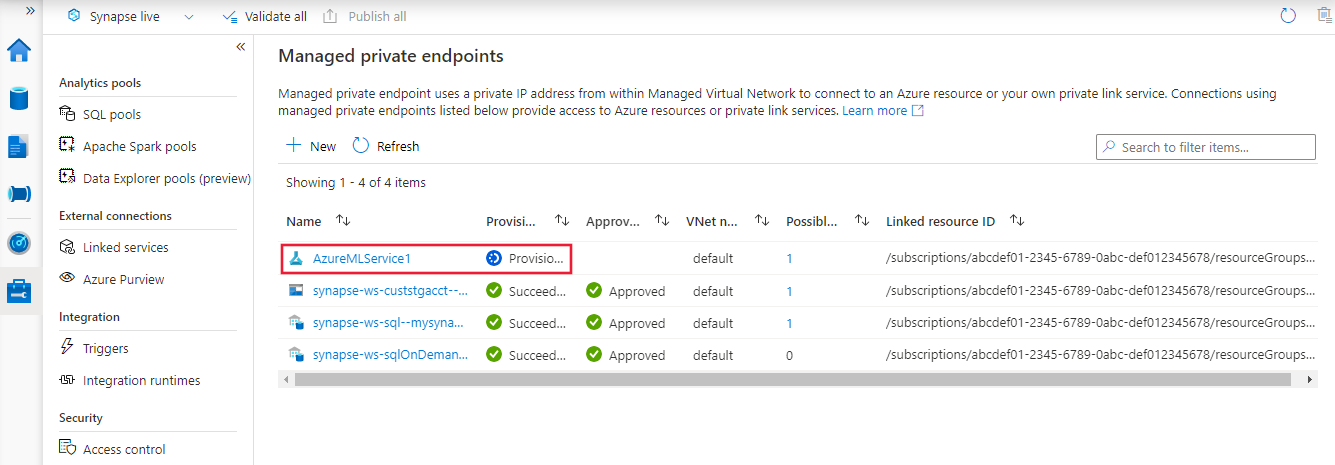 Synapse live
Validate all
Publish all
Analytics pools
SQL pools
Apache Spark pools
Data Explorer pools (preview)
External connections
Linked services
Azure Purview
Integration
Triggers
Integration runtimes
Security
Access control
Managed private endpoints
Managed private endpoint uses a private IP address from within Managed Virtual Network to connect to an Azure resource or your own private link service. Connections using
managed private endpoints listed below provide access to Azure resources or private link services. Learn more
New Refresh
Search to filter items...
Showing 1 - 4 of 4 items
Name Provisi... Approv... VNet n... Possibl... Linked resource ID
AzureMLService1 Provisio... default 1 /subscriptions/abcdef01-2345-6789-0abc-def012345678/resourceGroups...
synapse-ws-custstgacct--... Succeed... Approved default 1 /subscriptions/abcdef01-2345-6789-0abc-def012345678/resourceGroups...
synapse-ws-sql--mysyna... Succeed... Approved default 1 /subscriptions/abcdef01-2345-6789-0abc-def012345678/resourceGroups...
synapse-ws-sqlOnDeman... Succeed... Approved default 0 /subscriptions/abcdef01-2345-6789-0abc-def012345678/resourceGroups...